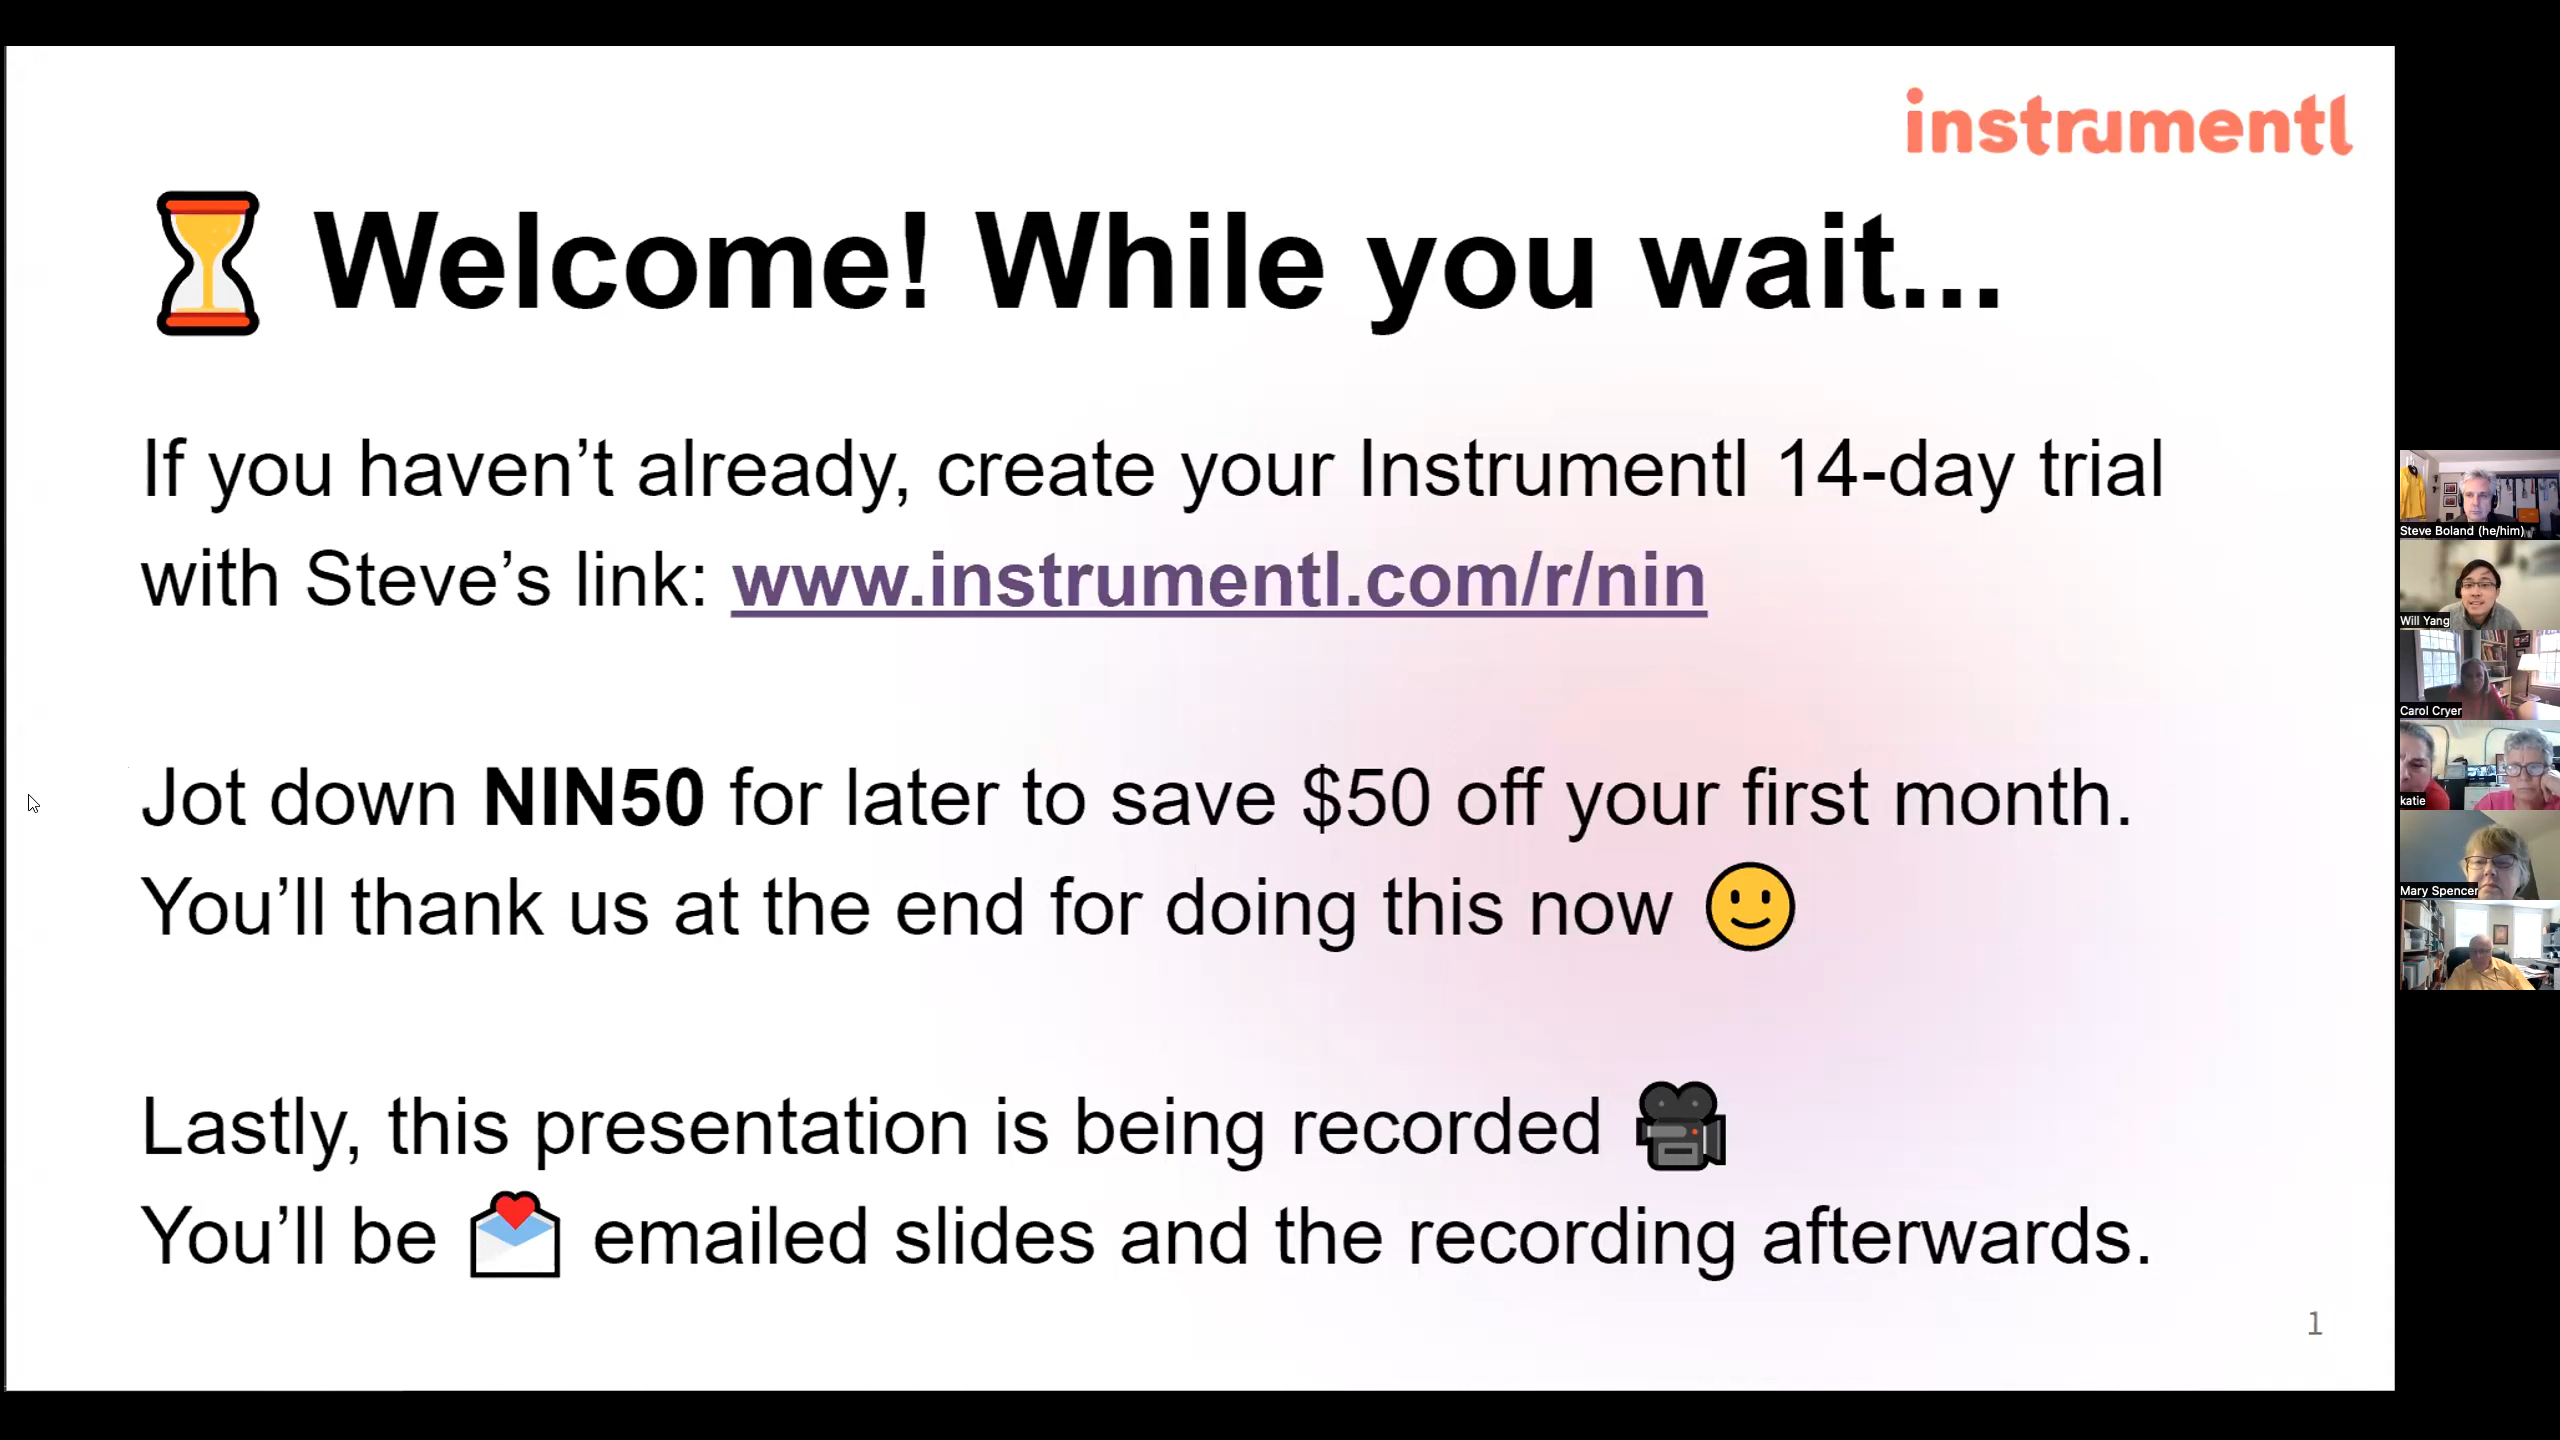 instrumentl
Welcome! While you wait...
If you haven’t already, create your Instrumentl 14-day trial
with Steve’s link: www.instrumentl.com/r/nin
Jot down NIN50 for later to save $50 off your first month.
You’ll thank us at the end for doing this now
Lastly, this presentation is being recorded
You’ll be emailed slides and the recording afterwards.
1
Steve Boland (he/him)
Will Yang
Carol Cryer
katie
Mary Spencer